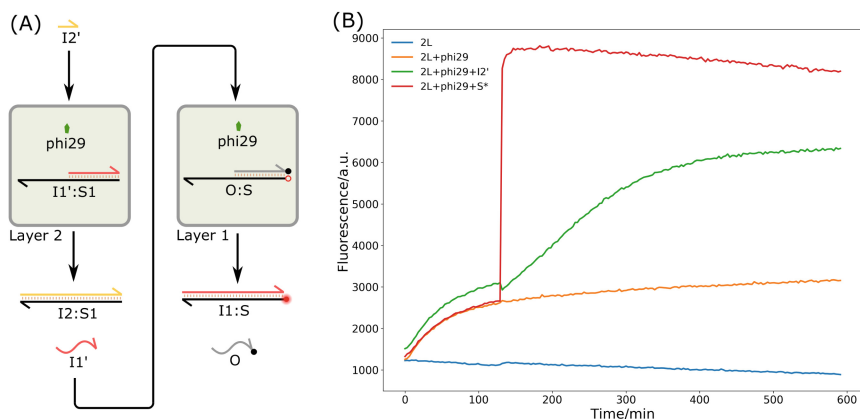 (A)
I2'
phi29
I1':S1
Layer 2
I2:S1
I1'
phi29
O:S
Layer 1
I1:S
O
(B)
2L
2L+phi29
2L+phi29+I2'
2L+phi29+S*
Fluorescence/a.u.
9000
8000
7000
6000
5000
4000
3000
2000
1000
0 100 200 300 400 500 600
Time/min